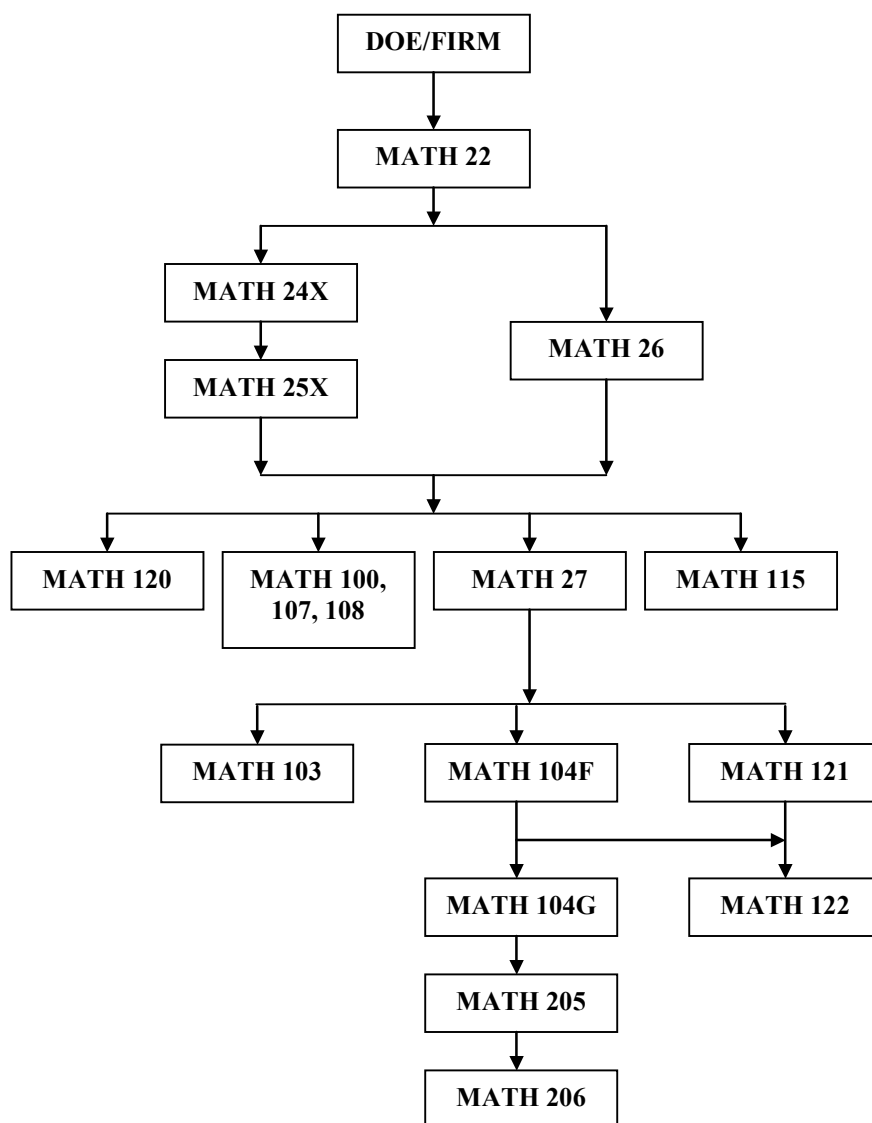 DOE/FIRM
MATH 22
MATH 24X
MATH 26
MATH 25X
MATH 120
MATH 100,
107, 108
MATH 27
MATH 115
MATH 103
MATH 104F
MATH 121
MATH 104G
MATH 122
MATH 205
MATH 206